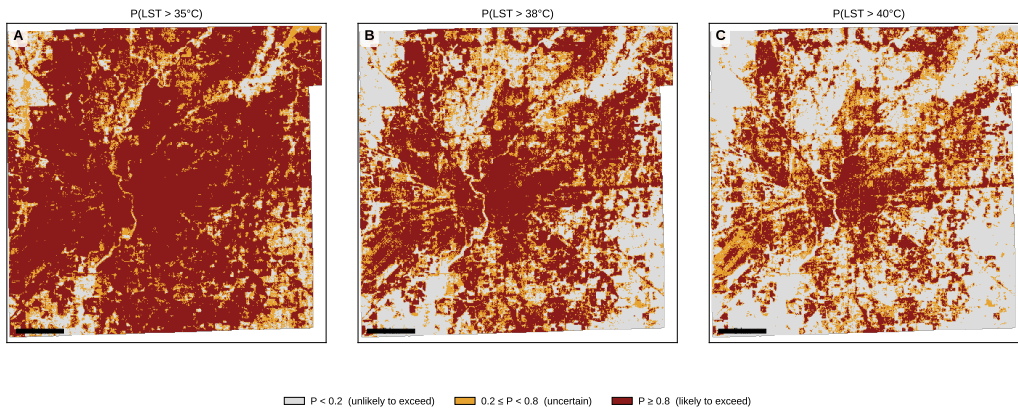 P(LST > 35°C)
P(LST > 38°C)
P(LST > 40°C)
A
B
C
P < 0.2 (unlikely to exceed)
0.2 ≤ P < 0.8 (uncertain)
P ≥ 0.8 (likely to exceed)